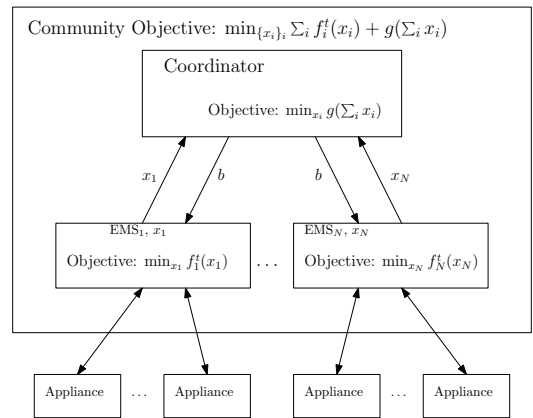 Community Objective: min_{{x_i}_i} ∑_i f_i^t(x_i) + g(∑_i x_i)
Coordinator
Objective: min_{x_i} g(∑_i x_i)
x_1 b b x_N
EMS_1, x_1 EMS_N, x_N
Objective: min_{x_1} f_1^t(x_1) ... Objective: min_{x_N} f_N^t(x_N)
Appliance ... Appliance Appliance ... Appliance